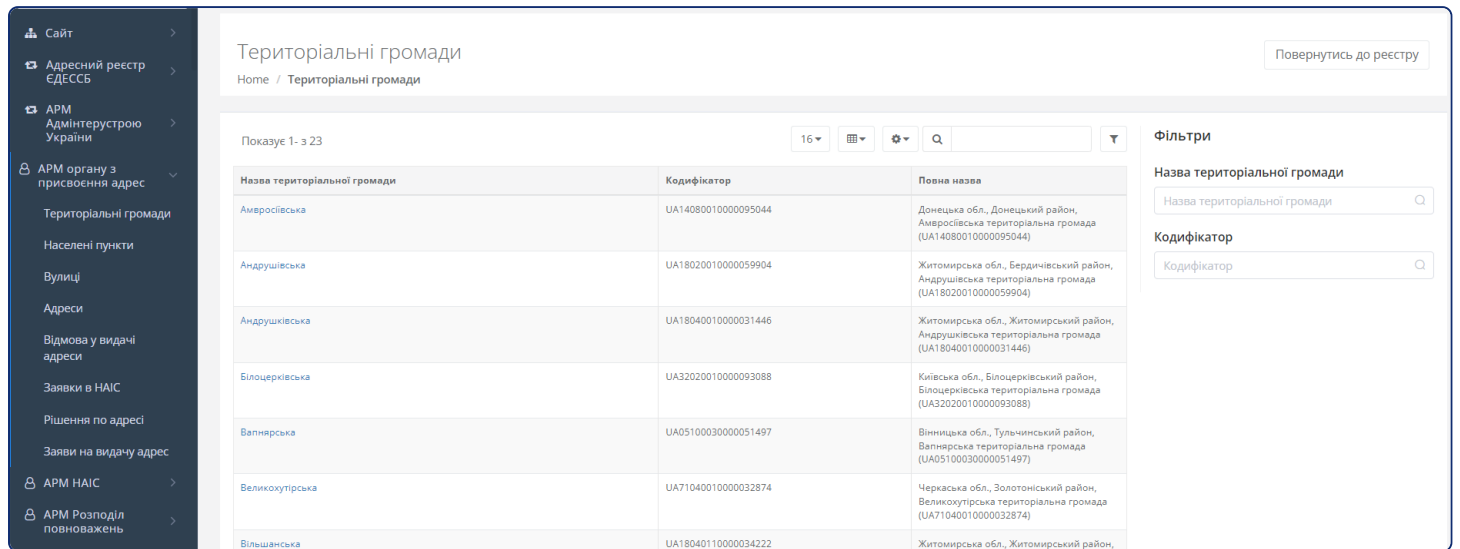 Сайт
Адресний реєстр
ЄДЕССБ
АРМ
Адмінтерустрою
України
АРМ органу з
присвоєння адрес
Територіальні громади
Населені пункти
Вулиці
Адреси
Відмова у видачі
адреси
Заявки в НАІС
Рішення по адресі
Заяви на видачу адрес
АРМ НАІС
АРМ Розподіл
повноважень
Територіальні громади
Home / Територіальні громади
Повернутись до реєстру
Показує 1- з 23
16
Назва територіальної громади Кодифікатор Повна назва
Амвросіївська UA14080010000095044 Донецька обл., Донецький район,
Амвросіївська територіальна громада
(UA14080010000095044)
Андрушівська UA18020010000059904 Житомирська обл., Бердичівський район,
Андрушівська територіальна громада
(UA18020010000059904)
Андрушківська UA18040010000031446 Житомирська обл., Житомирський район,
Андрушківська територіальна громада
(UA18040010000031446)
Білоцерківська UA32020010000093088 Київська обл., Білоцерківський район,
Білоцерківська територіальна громада
(UA32020010000093088)
Вапнярська UA05100030000051497 Вінницька обл., Тульчинський район,
Вапнярська територіальна громада
(UA05100030000051497)
Великохутірська UA71040010000032874 Черкаська обл., Золотоніський район,
Великохутірська територіальна громада
(UA71040010000032874)
Вільшанська UA18040110000034222 Житомирська обл., Житомирський район,
Фільтри
Назва територіальної громади
Назва територіальної громади
Кодифікатор
Кодифікатор